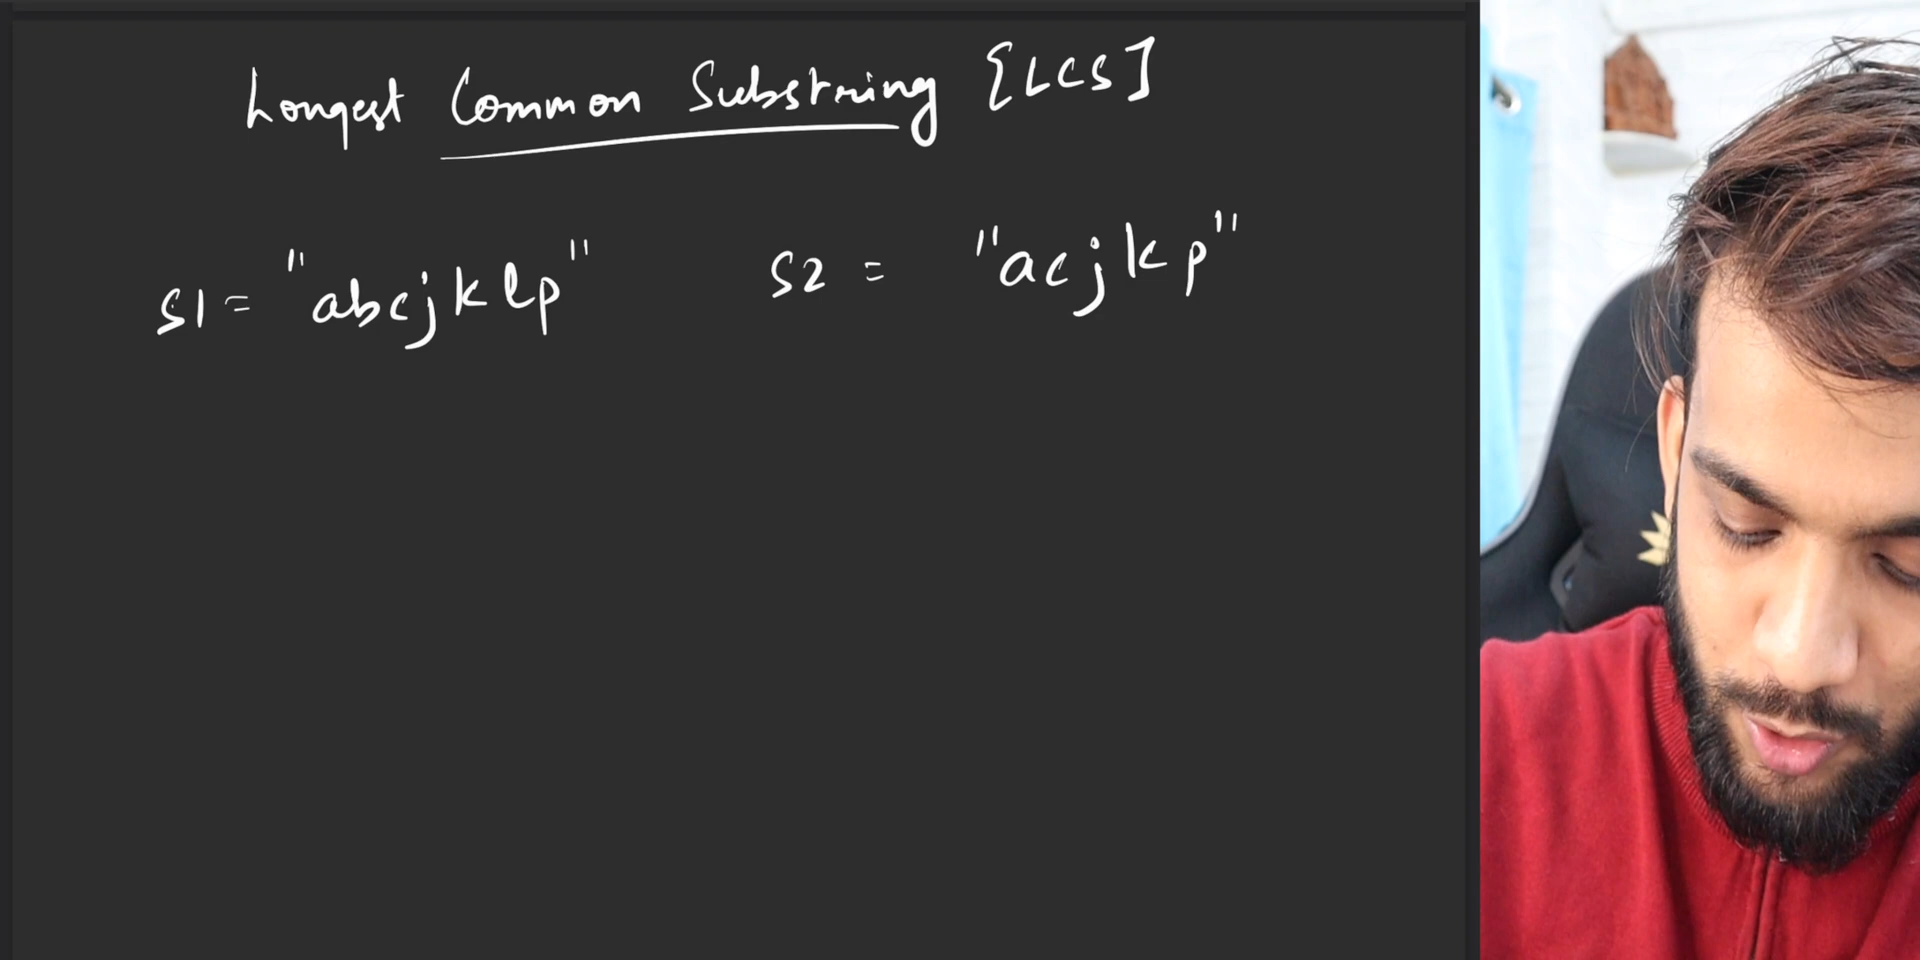 Longest Common Substring [LCS]
S1 = "abcjklp" S2 = "acjkp"